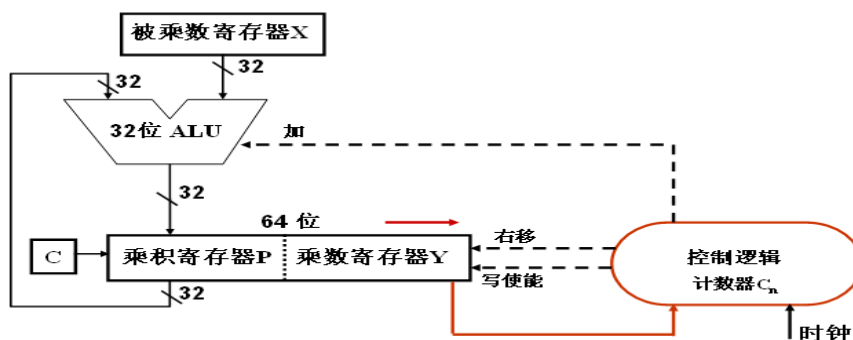 被乘数寄存器X
32
32
32位 ALU
加
32
64 位
C
乘积寄存器P
乘数寄存器Y
右移
写使能
控制逻辑
计数器Cn
32
时钟